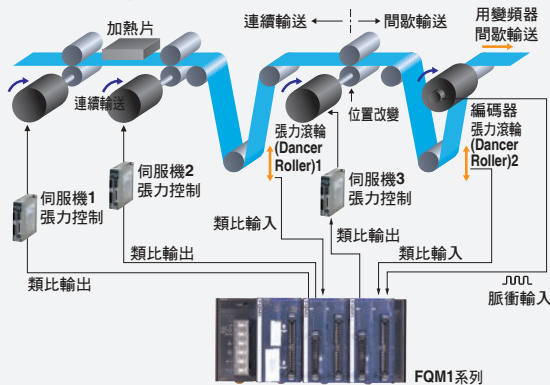 加熱片
連續輸送
連續輸送
間歇輸送
用變頻器
間歇輸送
位置改變
張力滾輪
(Dancer
Roller)1
編碼器
張力滾輪
(Dancer
Roller)2
伺服機1
張力控制
伺服機2
張力控制
伺服機3
張力控制
類比輸入
類比輸出
類比輸出
類比輸出
類比輸入
脈衝輸入
FQM1系列